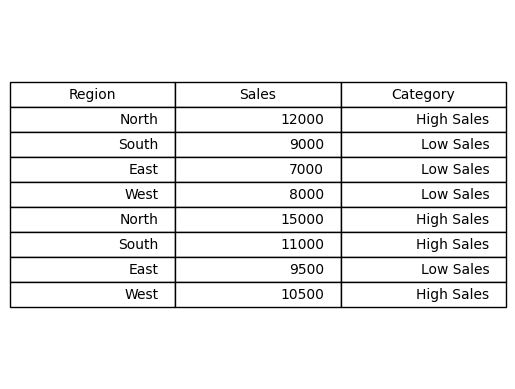 Region Sales Category
North 12000 High Sales
South 9000 Low Sales
East 7000 Low Sales
West 8000 Low Sales
North 15000 High Sales
South 11000 High Sales
East 9500 Low Sales
West 10500 High Sales